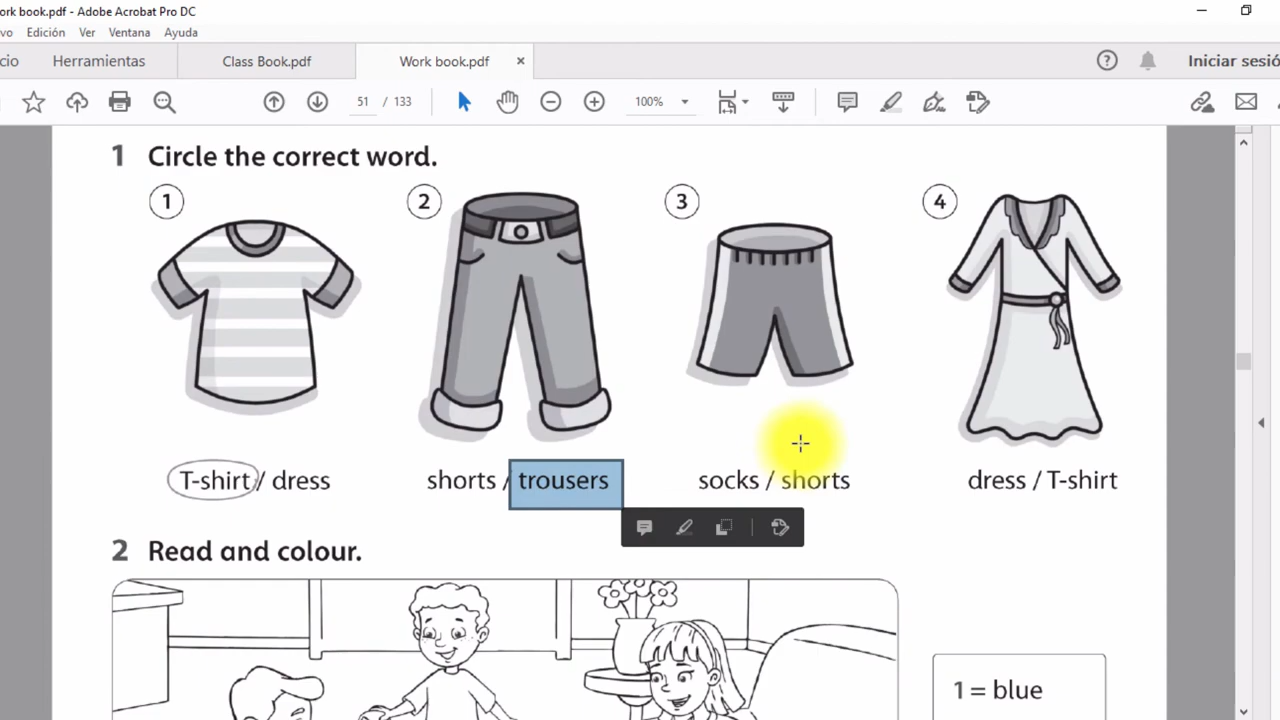 ork book.pdf - Adobe Acrobat Pro DC
vo Edición Ver Ventana Ayuda
cio Herramientas Class Book.pdf Work book.pdf × ? Iniciar sesió
51 / 133 100%
1 Circle the correct word.
1 2 3 4
T-shirt / dress shorts / trousers socks / shorts dress / T-shirt
2 Read and colour.
1 = blue